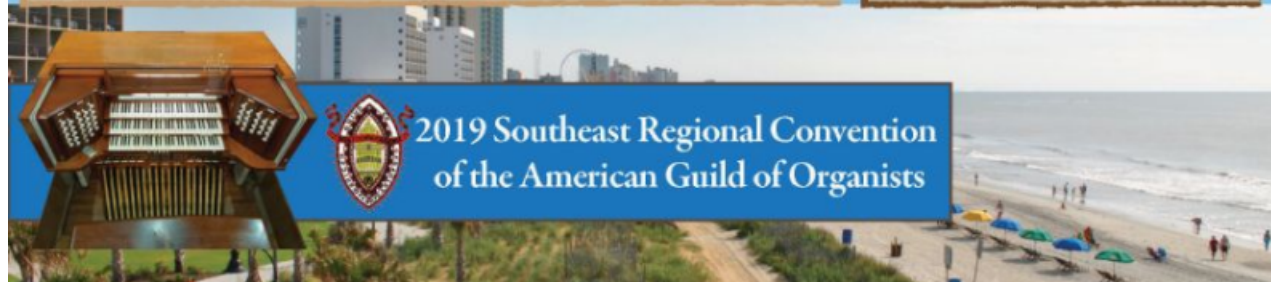 2019 Southeast Regional Convention
of the American Guild of Organists